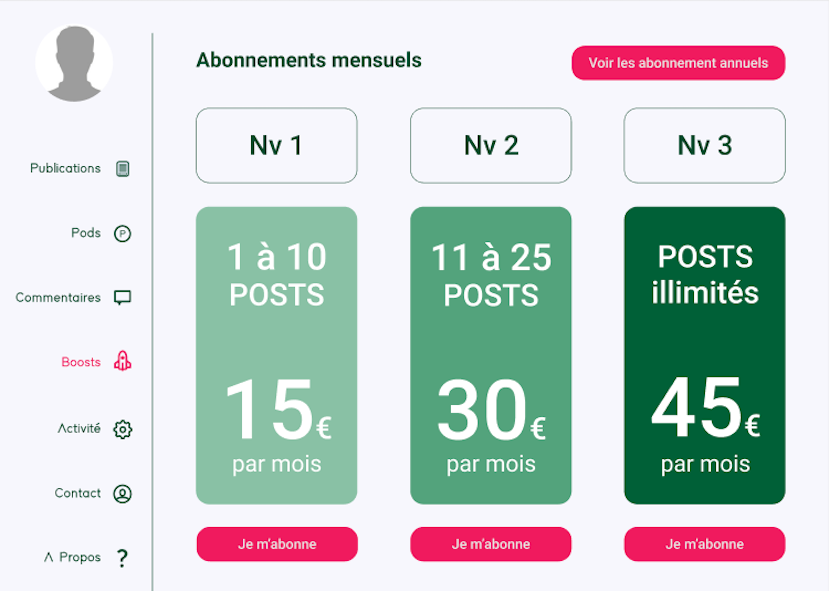 Abonnements mensuels
Voir les abonnement annuels
Publications
Pods
P
Commentaires
Boosts
Activité
Contact
A Propos
?
Nv 1
Nv 2
Nv 3
1 à 10
POSTS
15€
par mois
11 à 25
POSTS
30€
par mois
POSTS
illimités
45€
par mois
Je m'abonne
Je m'abonne
Je m'abonne